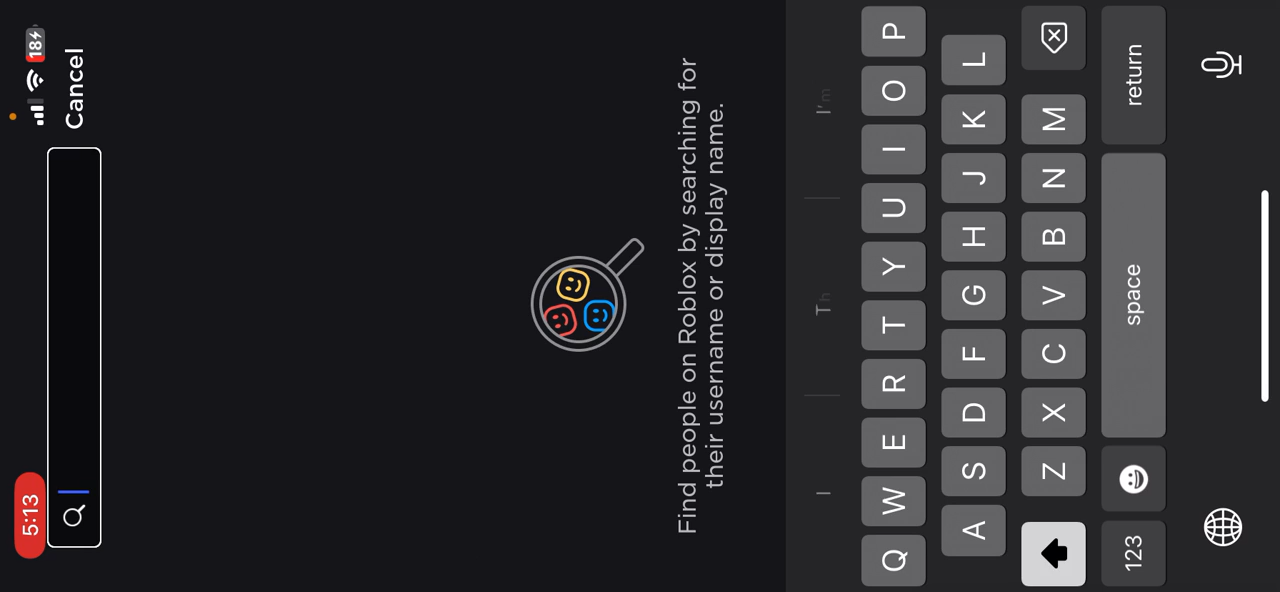 5:13
18
Cancel
Find people on Roblox by searching for
their username or display name.
I Th I'm
Q W E R T Y U I O P
A S D F G H J K L
Z X C V B N M
123 space return